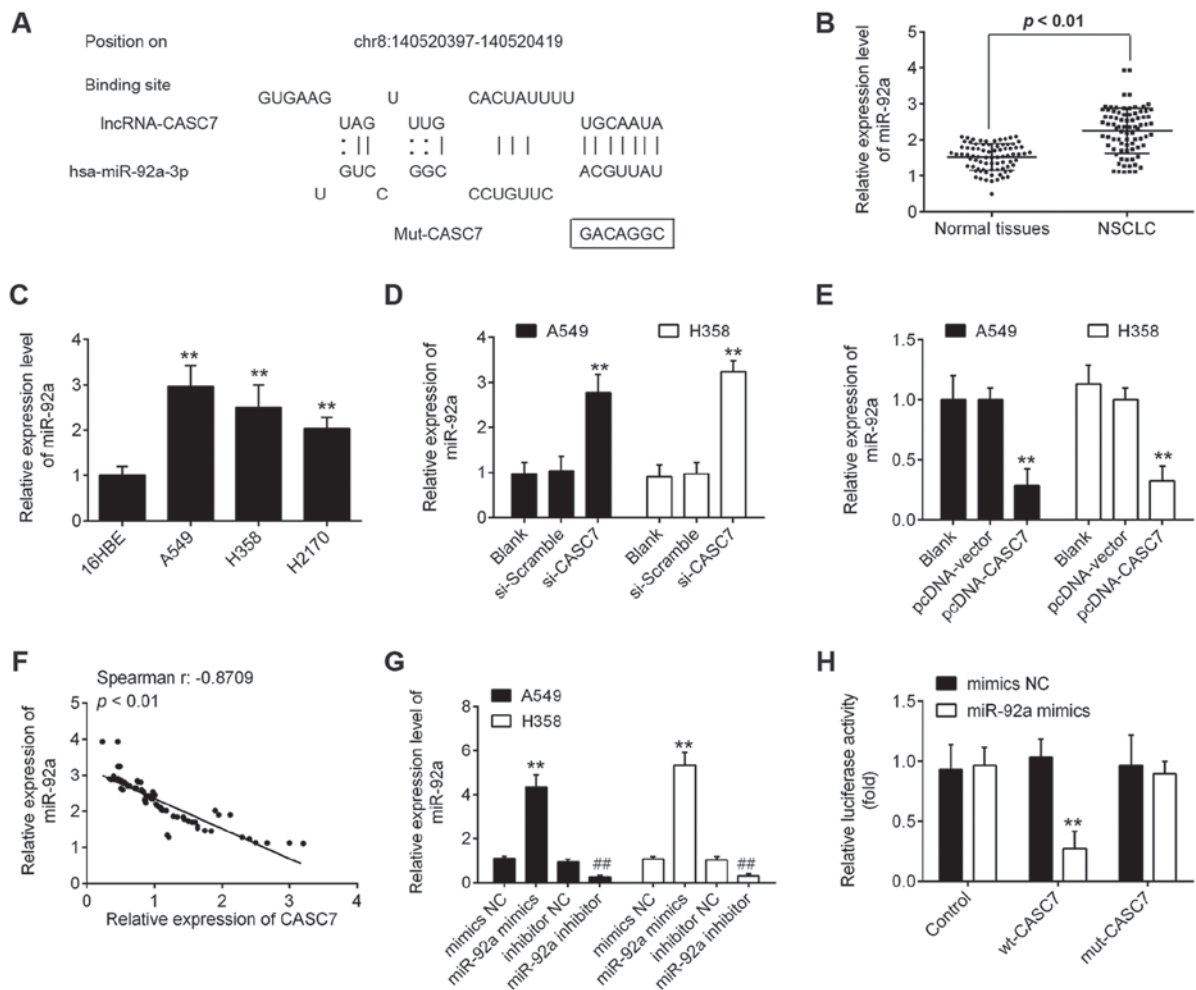 A
Position on chr8:140520397-140520419
Binding site
GUGAAG U CACUAUUUU
lncRNA-CASC7 UAG UUG UGCAAUA
hsa-miR-92a-3p GUC GGC ACGUUAU
U C CCUGUUC
Mut-CASC7 GACAGGC
B
p < 0.01
Relative expression level
of miR-92a
5
4
3
2
1
0
Normal tissues NSCLC
C
Relative expression level
of miR-92a
4
3
2
1
0
** ** **
16HBE A549 H358 H2170
D
A549 H358
Relative expression of
miR-92a
4
3
2
1
0
** **
Blank si-Scramble si-CASC7 Blank si-Scramble si-CASC7
E
A549 H358
Relative expression of
miR-92a
1.5
1.0
0.5
0.0
** **
Blank pcDNA-vector pcDNA-CASC7 Blank pcDNA-vector pcDNA-CASC7
F
Spearman r: -0.8709
p < 0.01
Relative expression of
miR-92a
5
4
3
2
1
0
0 1 2 3 4
Relative expression of CASC7
G
A549
H358
Relative expression level of
miR-92a
8
6
4
2
0
** ## ** ##
mimics NC miR-92a mimics inhibitor NC miR-92a inhibitor mimics NC miR-92a mimics inhibitor NC miR-92a inhibitor
H
mimics NC
miR-92a mimics
Relative luciferase activity
(fold)
1.5
1.0
0.5
0.0
**
Control wt-CASC7 mut-CASC7